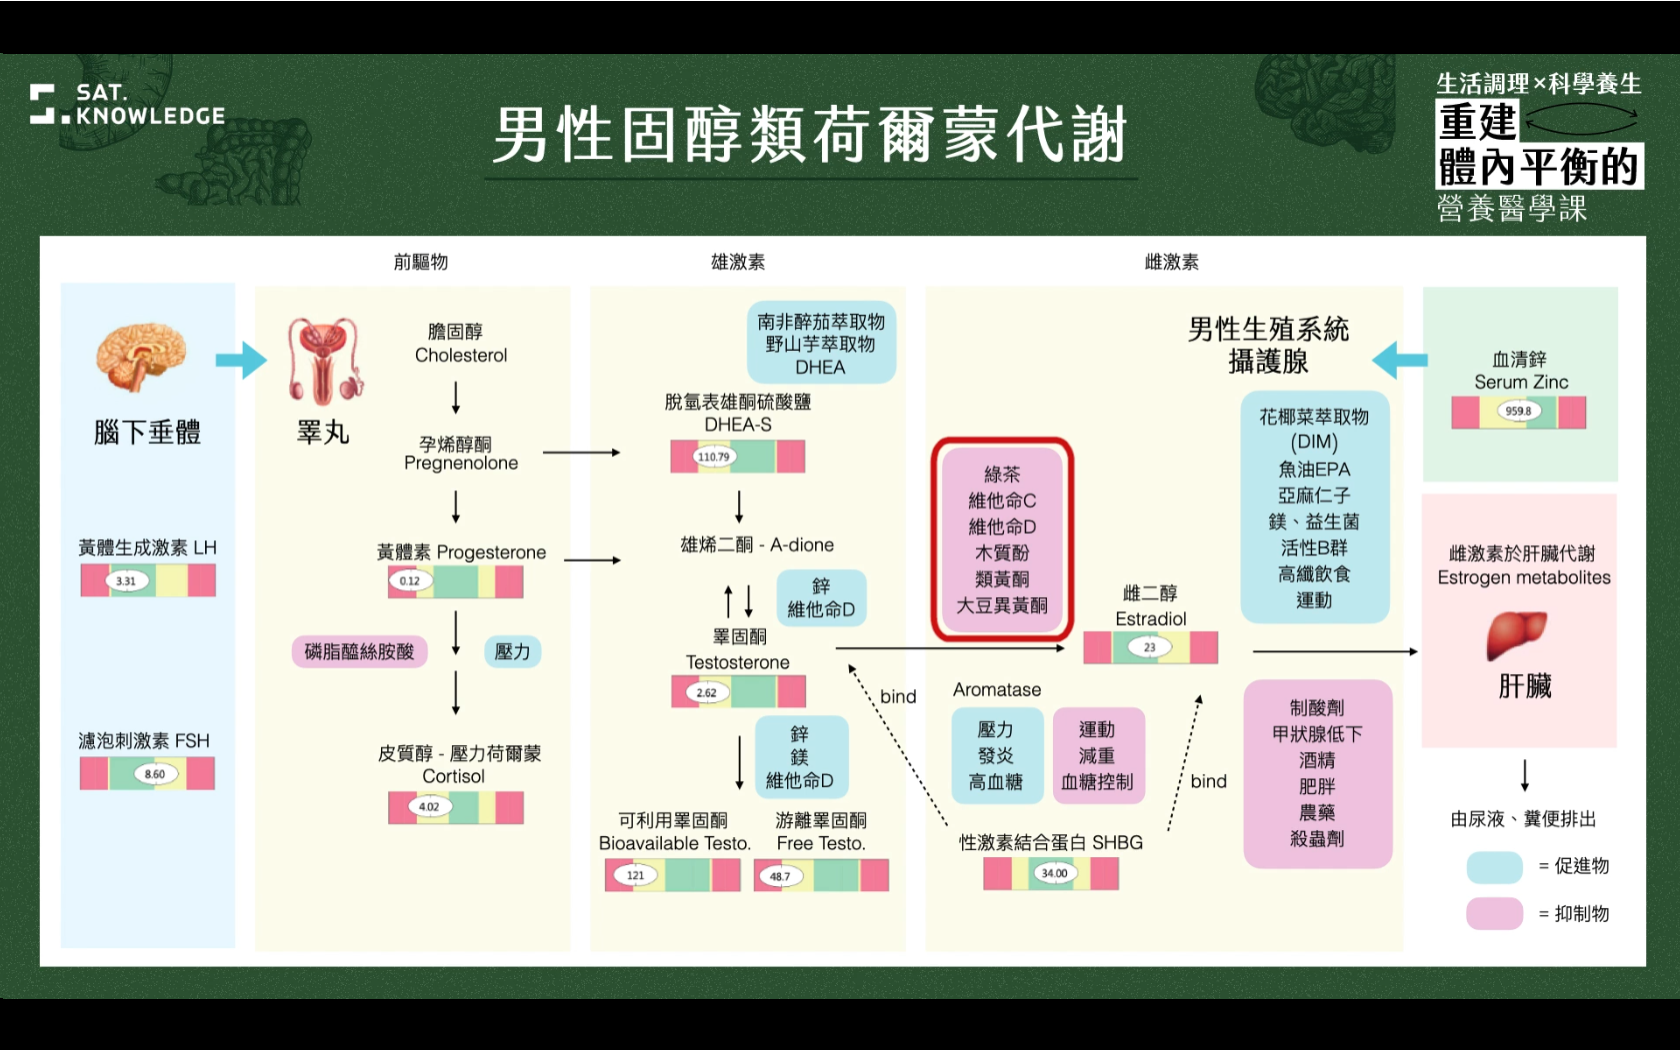 SAT.
KNOWLEDGE
男性固醇類荷爾蒙代謝
生活調理×科學養生
重建
體內平衡的
營養醫學課
前驅物
雄激素
雌激素
腦下垂體
黃體生成激素 LH
3.31
濾泡刺激素 FSH
8.60
睪丸
膽固醇
Cholesterol
孕烯醇酮
Pregnenolone
黃體素 Progesterone
0.12
磷脂醯絲胺酸
壓力
皮質醇 - 壓力荷爾蒙
Cortisol
4.02
南非醉茄萃取物
野山芋萃取物
DHEA
脫氫表雄酮硫酸鹽
DHEA-S
110.79
雄烯二酮 - A-dione
鋅
維他命D
睪固酮
Testosterone
2.62
鋅
鎂
維他命D
可利用睪固酮
Bioavailable Testo.
121
游離睪固酮
Free Testo.
48.7
綠茶
維他命C
維他命D
木質酚
類黃酮
大豆異黃酮
bind
Aromatase
壓力
發炎
高血糖
運動
減重
血糖控制
性激素結合蛋白 SHBG
34.00
bind
雌二醇
Estradiol
23
男性生殖系統
攝護腺
花椰菜萃取物
(DIM)
魚油EPA
亞麻仁子
鎂、益生菌
活性B群
高纖飲食
運動
制酸劑
甲狀腺低下
酒精
肥胖
農藥
殺蟲劑
血清鋅
Serum Zinc
959.8
雌激素於肝臟代謝
Estrogen metabolites
肝臟
由尿液、糞便排出
= 促進物
= 抑制物